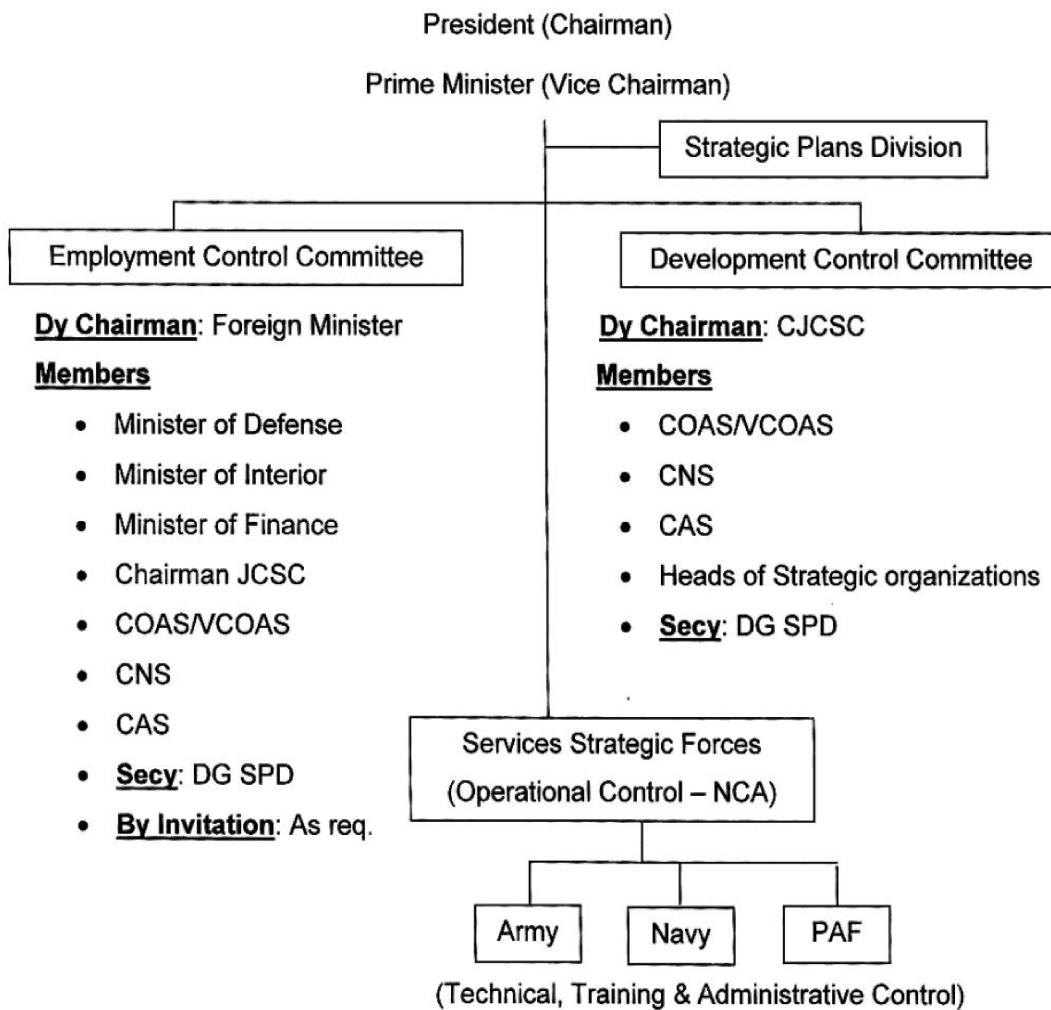 President (Chairman)
Prime Minister (Vice Chairman)
Strategic Plans Division
Employment Control Committee
Dy Chairman: Foreign Minister
Members
• Minister of Defense
• Minister of Interior
• Minister of Finance
• Chairman JCSC
• COAS/VCOAS
• CNS
• CAS
• Secy: DG SPD
• By Invitation: As req.
Development Control Committee
Dy Chairman: CJCSC
Members
• COAS/VCOAS
• CNS
• CAS
• Heads of Strategic organizations
• Secy: DG SPD
Services Strategic Forces
(Operational Control – NCA)
Army
Navy
PAF
(Technical, Training & Administrative Control)